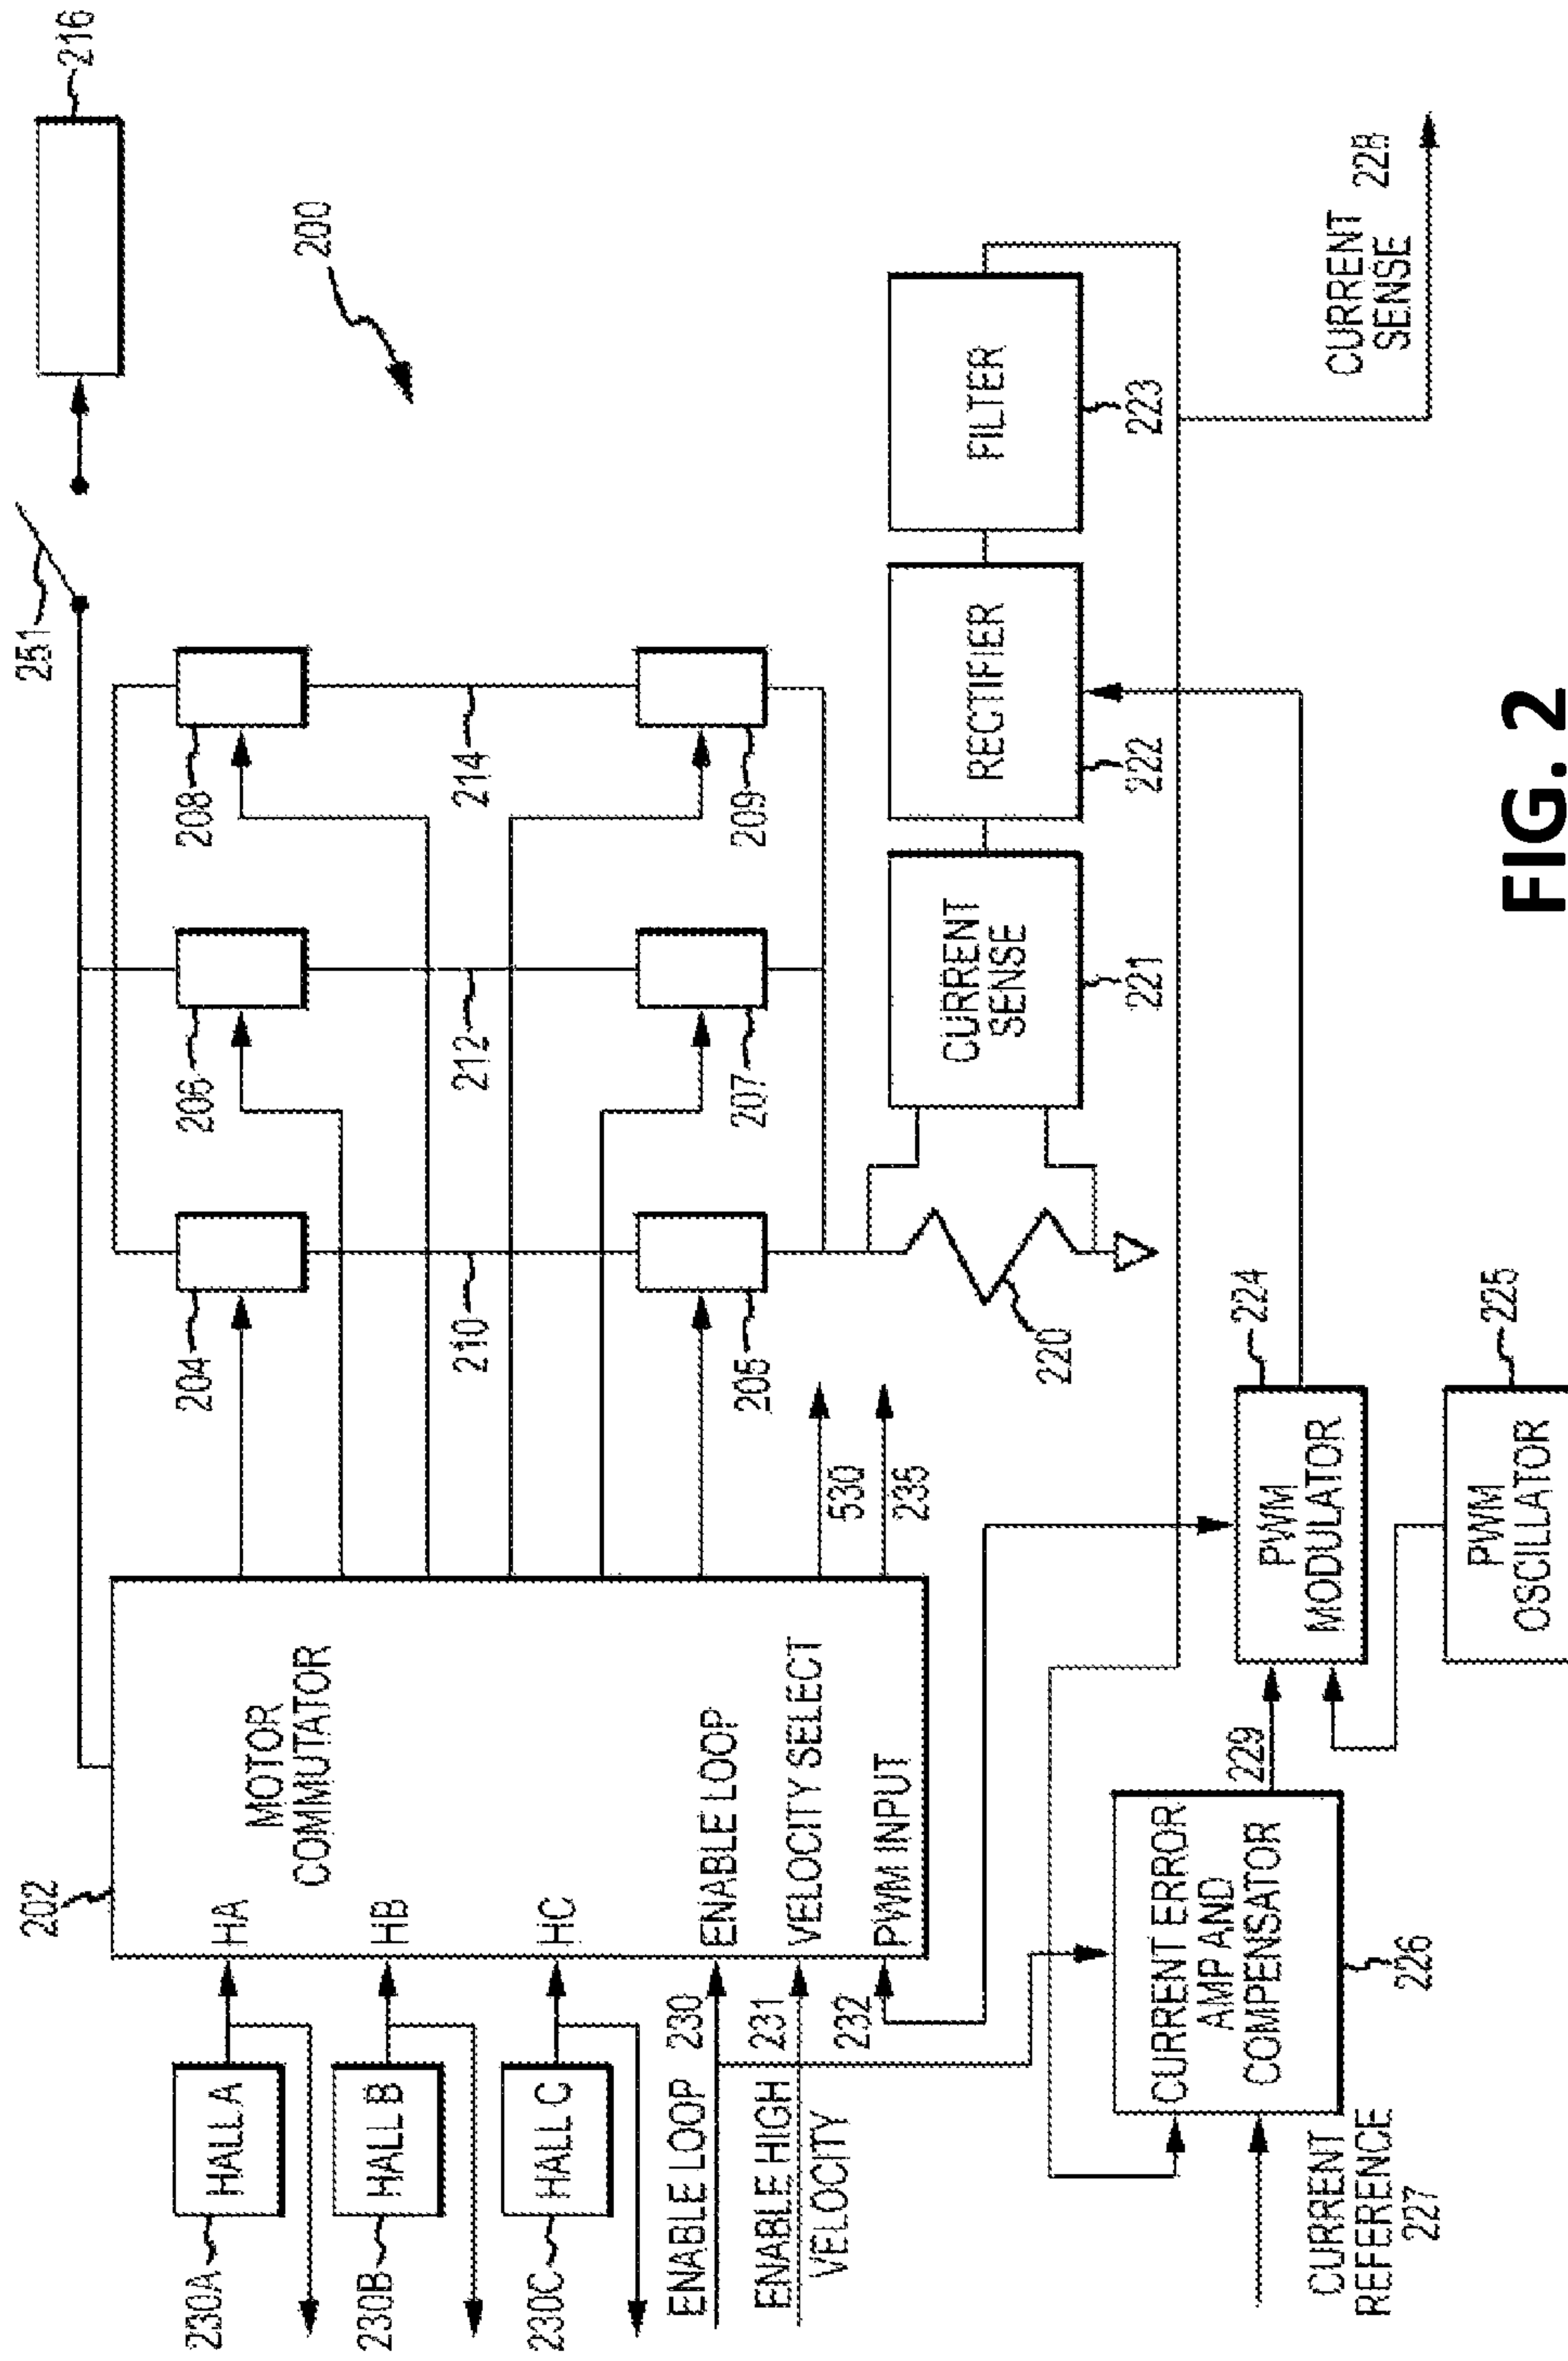 216
251
200
202
MOTOR
COMMUTATOR
HA
HB
HC
ENABLE LOOP
VELOCITY SELECT
PWM INPUT
HALL A
230A
HALL B
230B
HALL C
230C
ENABLE LOOP 230
ENABLE HIGH 231
VELOCITY
232
204
206
208
210
212
214
205
207
209
530
235
220
CURRENT
SENSE
221
RECTIFIER
222
FILTER
223
CURRENT
SENSE 228
CURRENT ERROR
AMP AND
COMPENSATOR
226
229
CURRENT
REFERENCE
227
PWM
MODULATOR
224
PWM
OSCILLATOR
225
FIG. 2